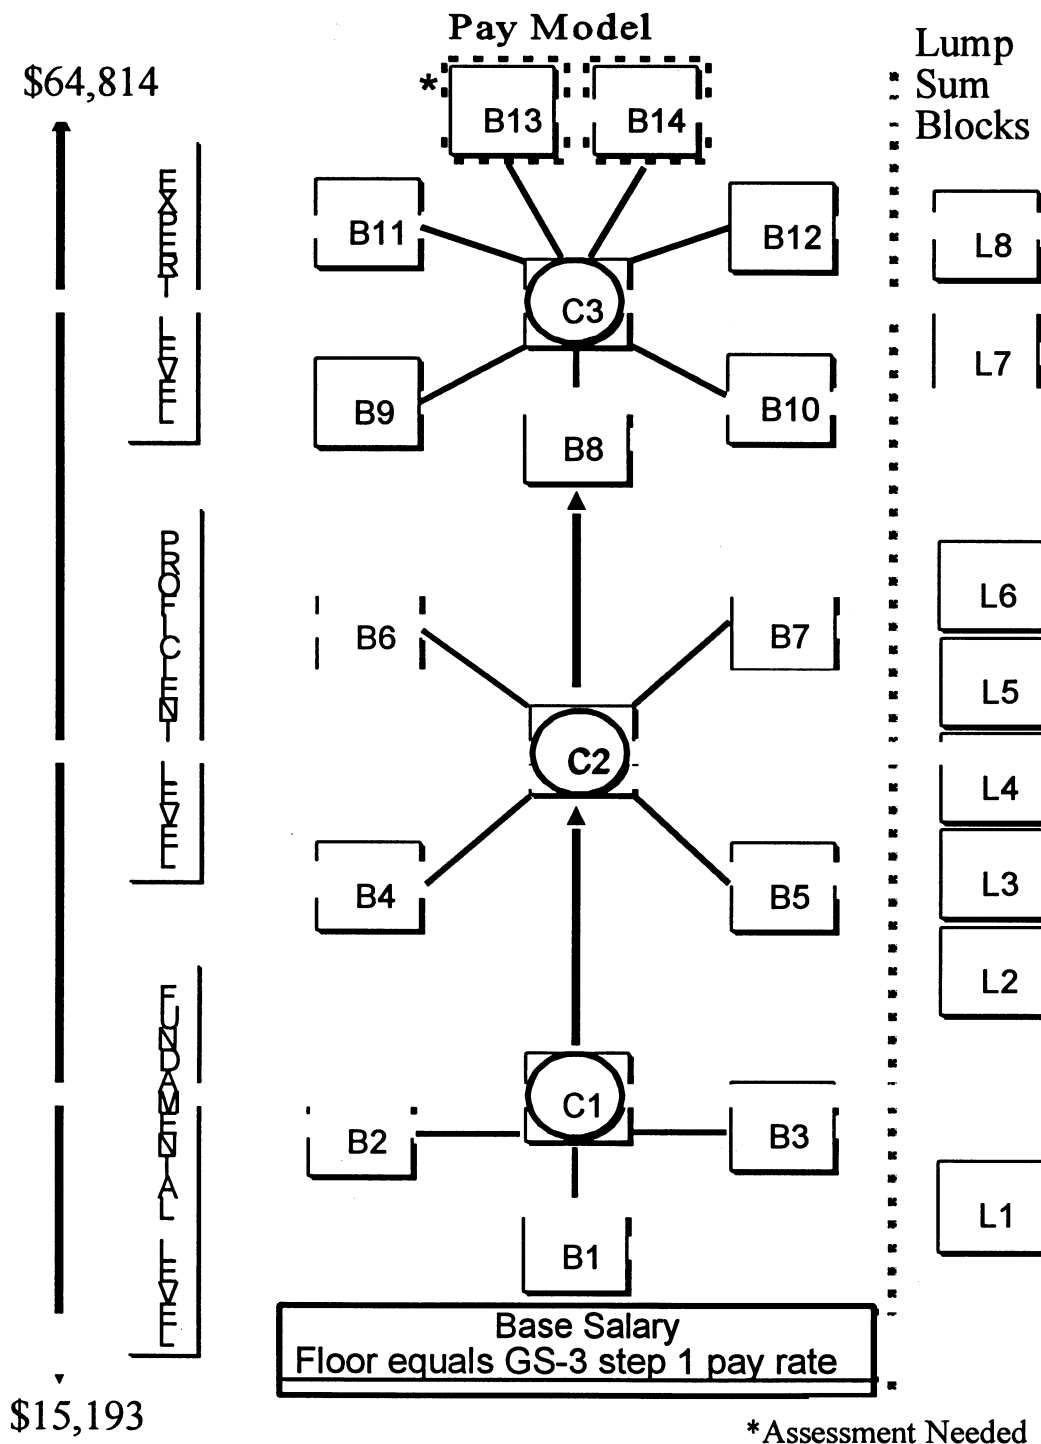 Pay Model
Lump
Sum
Blocks
$64,814
*
B13
B14
B11
B12
L8
C3
L7
B9
B10
B8
EXPERT LEVEL
L6
B6
B7
L5
C2
L4
B4
B5
L3
PROFICIENT LEVEL
L2
C1
B2
B3
L1
B1
FUNDAMENTAL LEVEL
Base Salary
Floor equals GS-3 step 1 pay rate
$15,193
*Assessment Needed